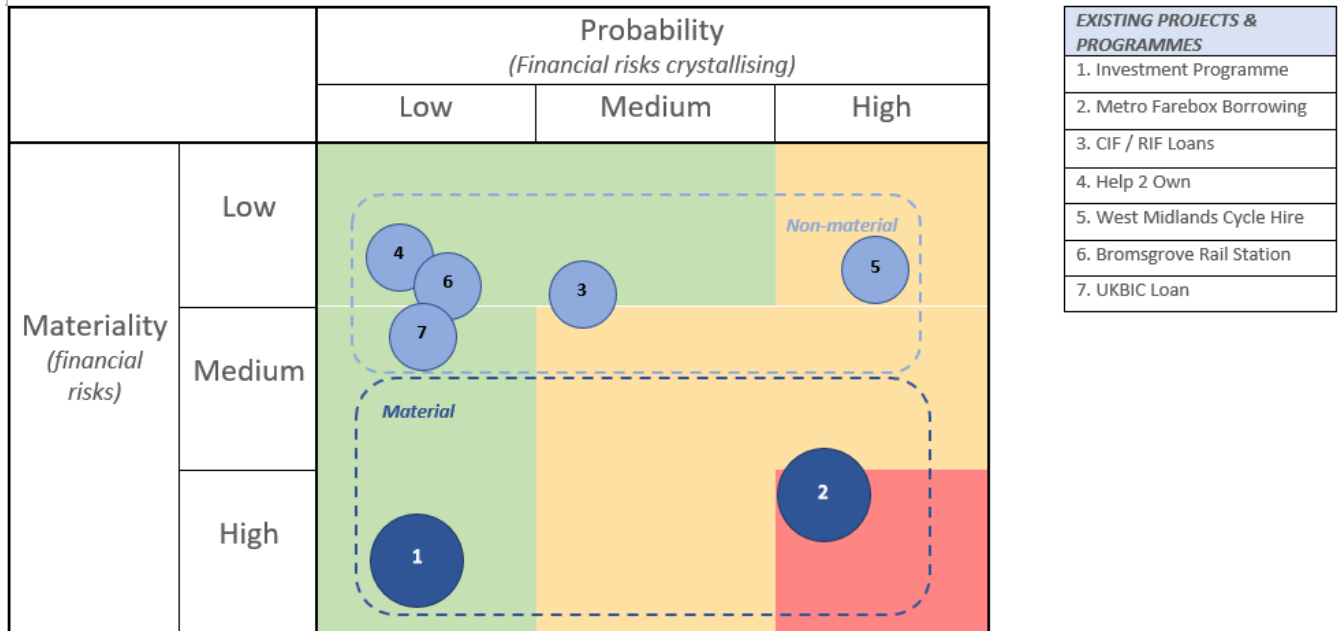 Probability
(Financial risks crystallising)
Low
Medium
High
Materiality
(financial
risks)
Low
Medium
High
Non-material
4
6
3
5
7
Material
2
1
EXISTING PROJECTS &
PROGRAMMES
1. Investment Programme
2. Metro Farebox Borrowing
3. CIF / RIF Loans
4. Help 2 Own
5. West Midlands Cycle Hire
6. Bromsgrove Rail Station
7. UKBIC Loan